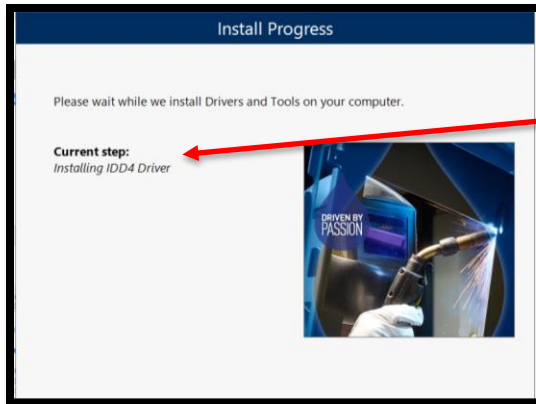 Install Progress
Please wait while we install Drivers and Tools on your computer.
Current step:
Installing IDD4 Driver
DRIVEN BY
PASSION